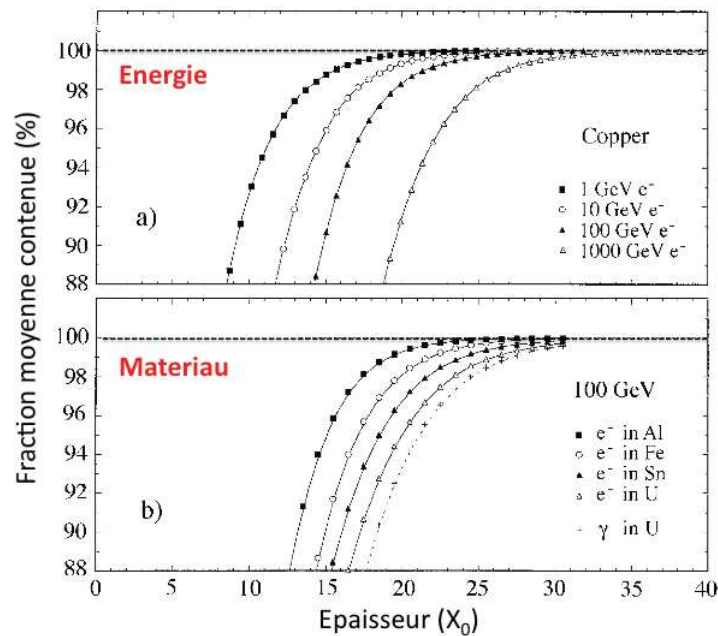 Fraction moyenne contenue (%)
100
98
96
94
92
90
88
Energie
a)
Copper
1 GeV e⁻
10 GeV e⁻
100 GeV e⁻
1000 GeV e⁻
100
98
96
94
92
90
88
Materiau
b)
100 GeV
e⁻ in Al
e⁻ in Fe
e⁻ in Sn
e⁻ in U
γ in U
0 5 10 15 20 25 30 35 40
Epaisseur (X₀)